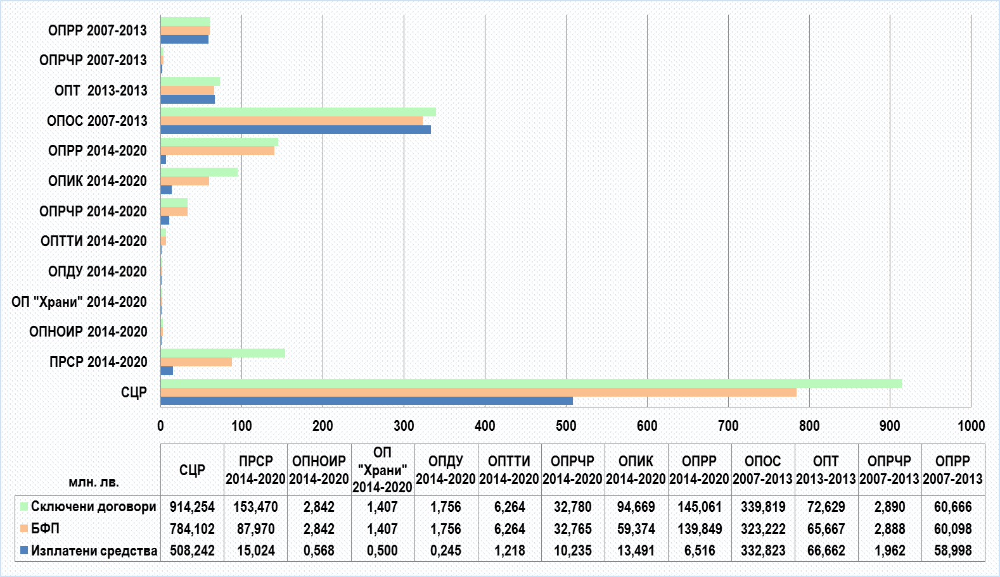 ОПРР 2007-2013
ОПРЧР 2007-2013
ОПТ  2013-2013
ОПОС 2007-2013
ОПРР 2014-2020
ОПИК 2014-2020
ОПРЧР 2014-2020
ОПТТИ 2014-2020
ОПДУ 2014-2020
ОП "Храни" 2014-2020
ОПНОИР 2014-2020
ПРСР 2014-2020
СЦР
0 100 200 300 400 500 600 700 800 900 1000
млн. лв.
СЦР
ПРСР
2014-2020
ОПНОИР
2014-2020
ОП
"Храни"
2014-2020
ОПДУ
2014-2020
ОПТТИ
2014-2020
ОПРЧР
2014-2020
ОПИК
2014-2020
ОПРР
2014-2020
ОПОС
2007-2013
ОПТ
2013-2013
ОПРЧР
2007-2013
ОПРР
2007-2013
Сключени договори 914,254 153,470 2,842 1,407 1,756 6,264 32,780 94,669 145,061 339,819 72,629 2,890 60,666
БФП 784,102 87,970 2,842 1,407 1,756 6,264 32,765 59,374 139,849 323,222 65,667 2,888 60,098
Изплатени средства 508,242 15,024 0,568 0,500 0,245 1,218 10,235 13,491 6,516 332,823 66,662 1,962 58,998